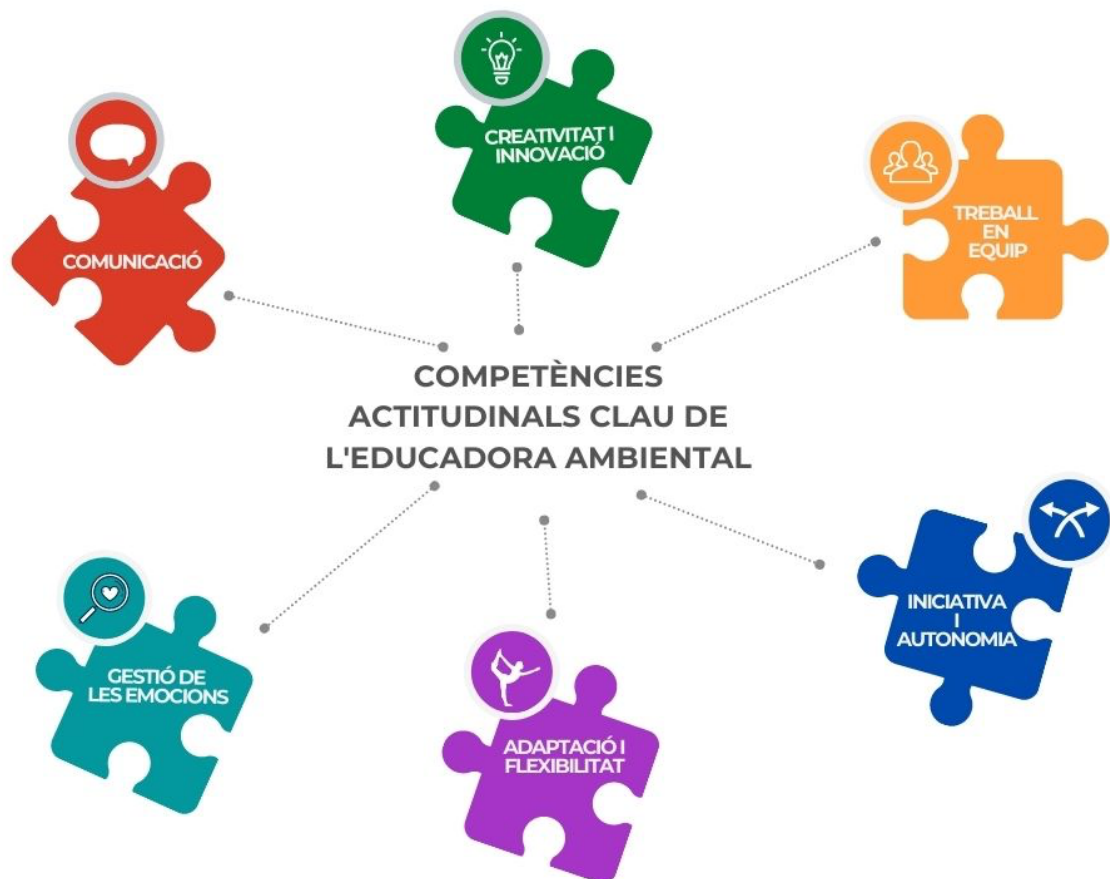 CREATIVITAT I
INNOVACIÓ
COMUNICACIÓ
TREBALL
EN
EQUIP
COMPETÈNCIES
ACTITUDINALS CLAU DE
L'EDUCADORA AMBIENTAL
INICIATIVA
I
AUTONOMIA
GESTIÓ DE
LES EMOCIONS
ADAPTACIÓ I
FLEXIBILITAT